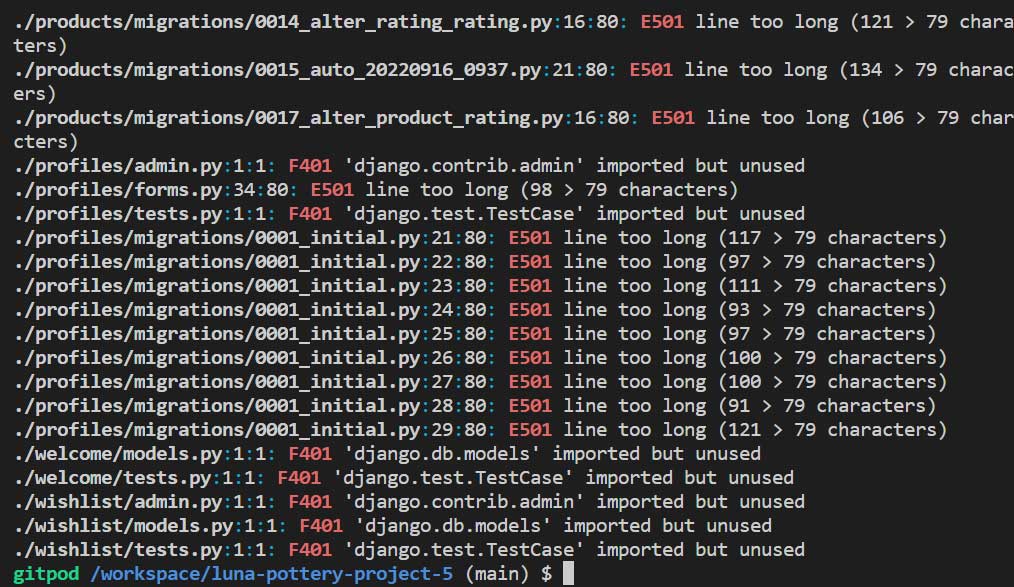 ./products/migrations/0014_alter_rating_rating.py:16:80: E501 line too long (121 > 79 chara
ters)
./products/migrations/0015_auto_20220916_0937.py:21:80: E501 line too long (134 > 79 charac
ers)
./products/migrations/0017_alter_product_rating.py:16:80: E501 line too long (106 > 79 char
cters)
./profiles/admin.py:1:1: F401 'django.contrib.admin' imported but unused
./profiles/forms.py:34:80: E501 line too long (98 > 79 characters)
./profiles/tests.py:1:1: F401 'django.test.TestCase' imported but unused
./profiles/migrations/0001_initial.py:21:80: E501 line too long (117 > 79 characters)
./profiles/migrations/0001_initial.py:22:80: E501 line too long (97 > 79 characters)
./profiles/migrations/0001_initial.py:23:80: E501 line too long (111 > 79 characters)
./profiles/migrations/0001_initial.py:24:80: E501 line too long (93 > 79 characters)
./profiles/migrations/0001_initial.py:25:80: E501 line too long (97 > 79 characters)
./profiles/migrations/0001_initial.py:26:80: E501 line too long (100 > 79 characters)
./profiles/migrations/0001_initial.py:27:80: E501 line too long (100 > 79 characters)
./profiles/migrations/0001_initial.py:28:80: E501 line too long (91 > 79 characters)
./profiles/migrations/0001_initial.py:29:80: E501 line too long (121 > 79 characters)
./welcome/models.py:1:1: F401 'django.db.models' imported but unused
./welcome/tests.py:1:1: F401 'django.test.TestCase' imported but unused
./wishlist/admin.py:1:1: F401 'django.contrib.admin' imported but unused
./wishlist/models.py:1:1: F401 'django.db.models' imported but unused
./wishlist/tests.py:1:1: F401 'django.test.TestCase' imported but unused
gitpod /workspace/luna-pottery-project-5 (main) $